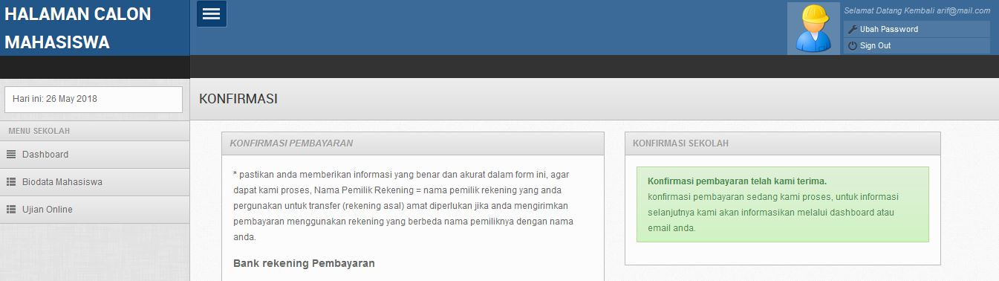 HALAMAN CALON
MAHASISWA
Selamat Datang Kembali arif@mail.com
Ubah Password
Sign Out
Hari ini: 26 May 2018
MENU SEKOLAH
Dashboard
Biodata Mahasiswa
Ujian Online
KONFIRMASI
KONFIRMASI PEMBAYARAN
* pastikan anda memberikan informasi yang benar dan akurat dalam form ini, agar
dapat kami proses, Nama Pemilik Rekening = nama pemilik rekening yang anda
pergunakan untuk transfer (rekening asal) amat diperlukan jika anda mengirimkan
pembayaran menggunakan rekening yang berbeda nama pemiliknya dengan nama
anda.
Bank rekening Pembayaran
KONFIRMASI SEKOLAH
Konfirmasi pembayaran telah kami terima.
konfirmasi pembayaran sedang kami proses, untuk informasi
selanjutnya kami akan informasikan melalui dashboard atau
email anda.